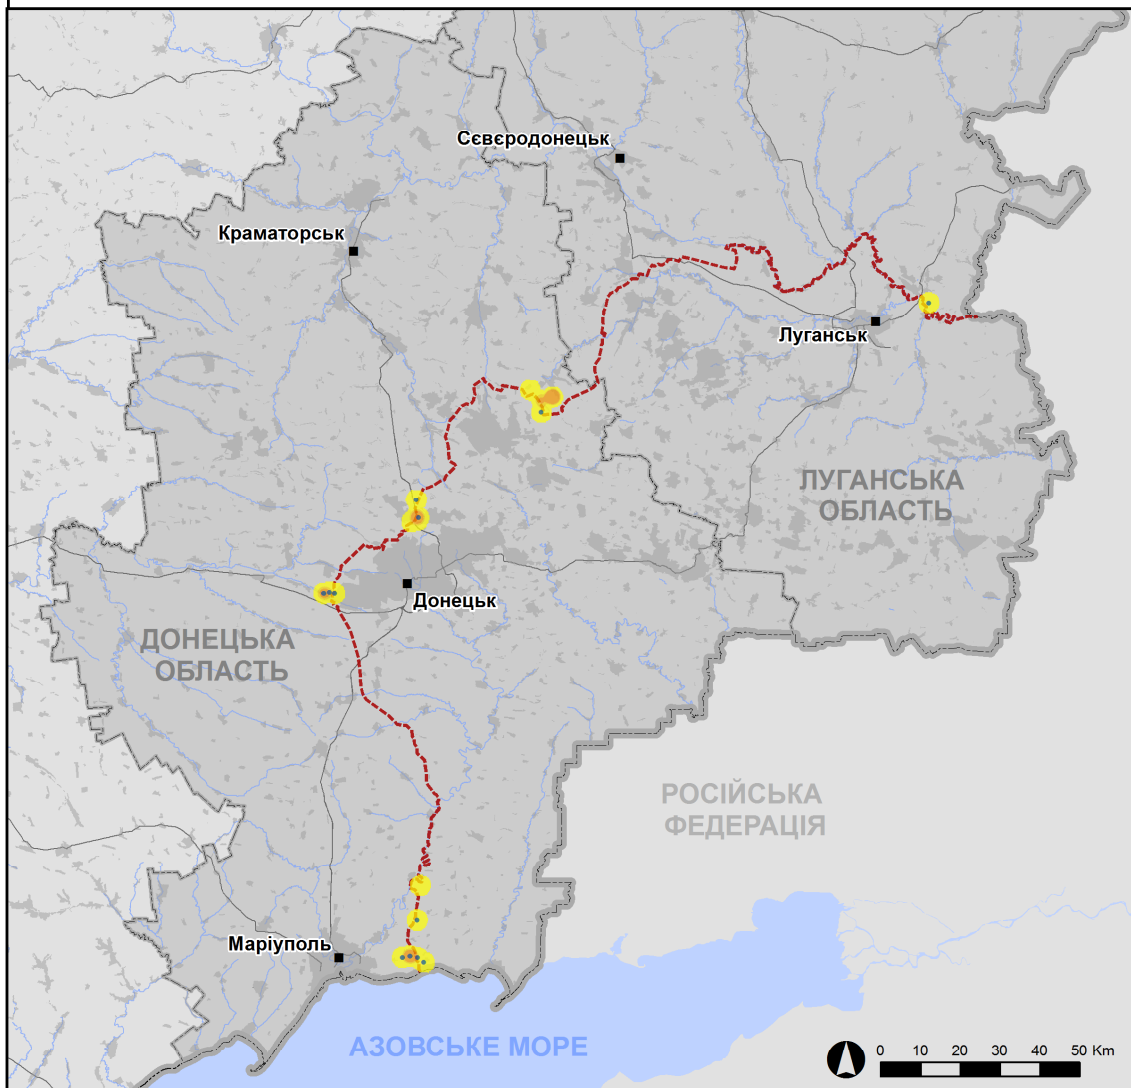 Сєвєродонецьк
Краматорськ
Луганськ
ЛУГАНСЬКА
ОБЛАСТЬ
Донецьк
ДОНЕЦЬКА
ОБЛАСТЬ
РОСІЙСЬКА
ФЕДЕРАЦІЯ
Маріуполь
АЗОВСЬКЕ МОРЕ
0 10 20 30 40 50 Km